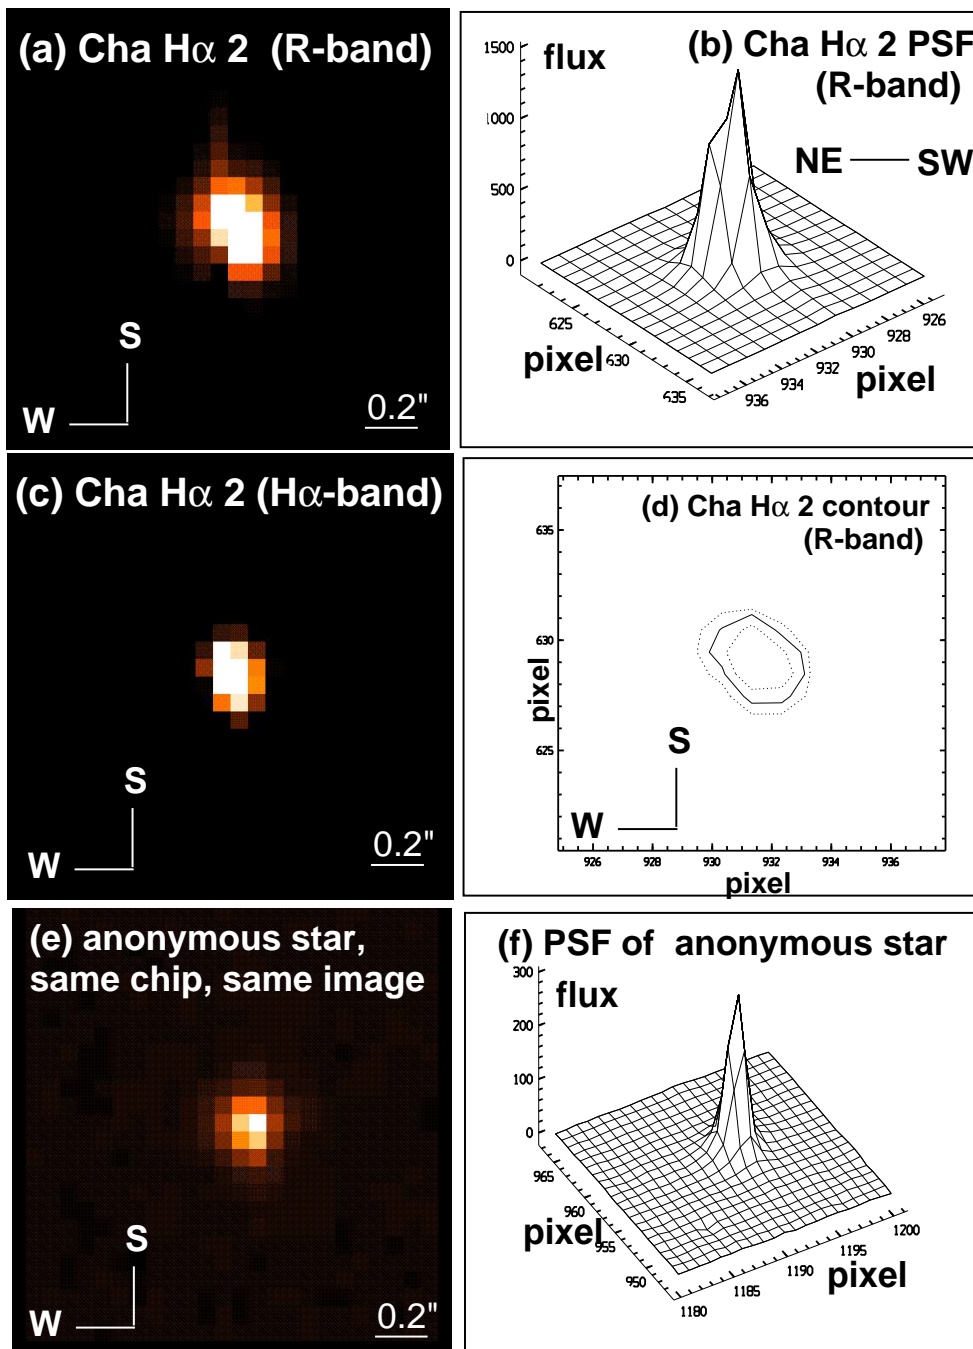 (a) Cha Hα 2 (R-band)
S
W
0.2"
(b) Cha Hα 2 PSF
(R-band)
flux
NE SW
1500
1000
500
0
625
630
635
pixel
936
934
932
930
928
926
pixel
(c) Cha Hα 2 (Hα-band)
S
W
0.2"
(d) Cha Hα 2 contour
(R-band)
635
630
625
pixel
S
W
926 928 930 932 934 936
pixel
(e) anonymous star,
same chip, same image
S
W
0.2"
(f) PSF of anonymous star
flux
300
200
100
0
965
960
955
950
pixel
1180
1185
1190
1195
1200
pixel